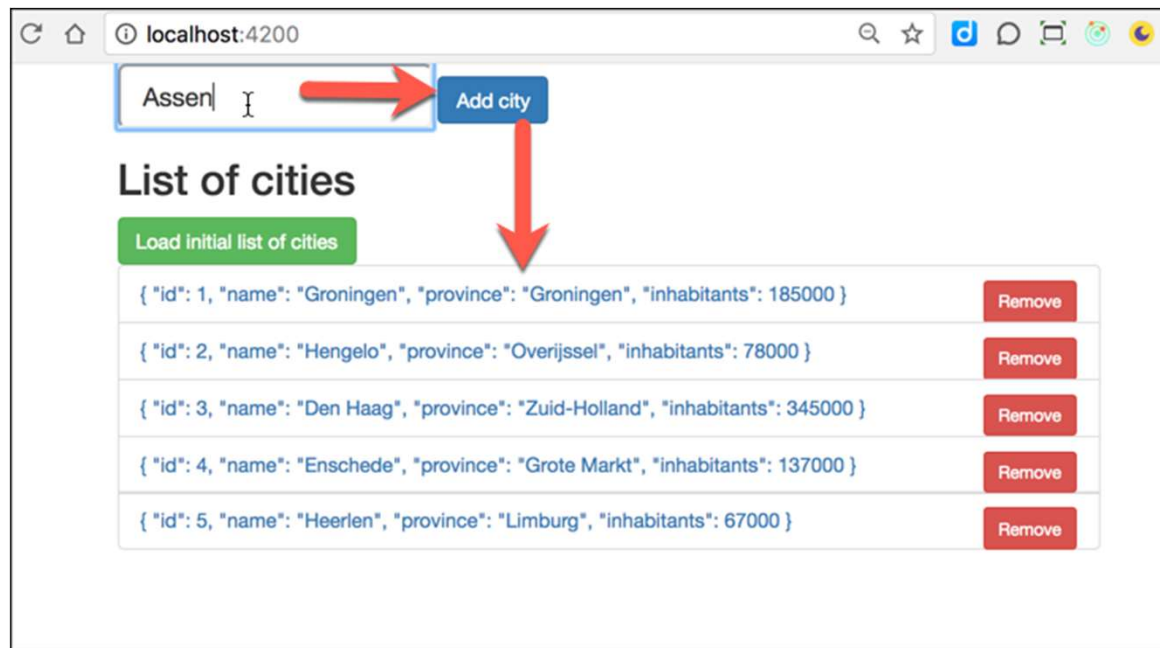 localhost:4200
Assen
Add city
List of cities
Load initial list of cities
{ "id": 1, "name": "Groningen", "province": "Groningen", "inhabitants": 185000 }
Remove
{ "id": 2, "name": "Hengelo", "province": "Overijssel", "inhabitants": 78000 }
Remove
{ "id": 3, "name": "Den Haag", "province": "Zuid-Holland", "inhabitants": 345000 }
Remove
{ "id": 4, "name": "Enschede", "province": "Grote Markt", "inhabitants": 137000 }
Remove
{ "id": 5, "name": "Heerlen", "province": "Limburg", "inhabitants": 67000 }
Remove